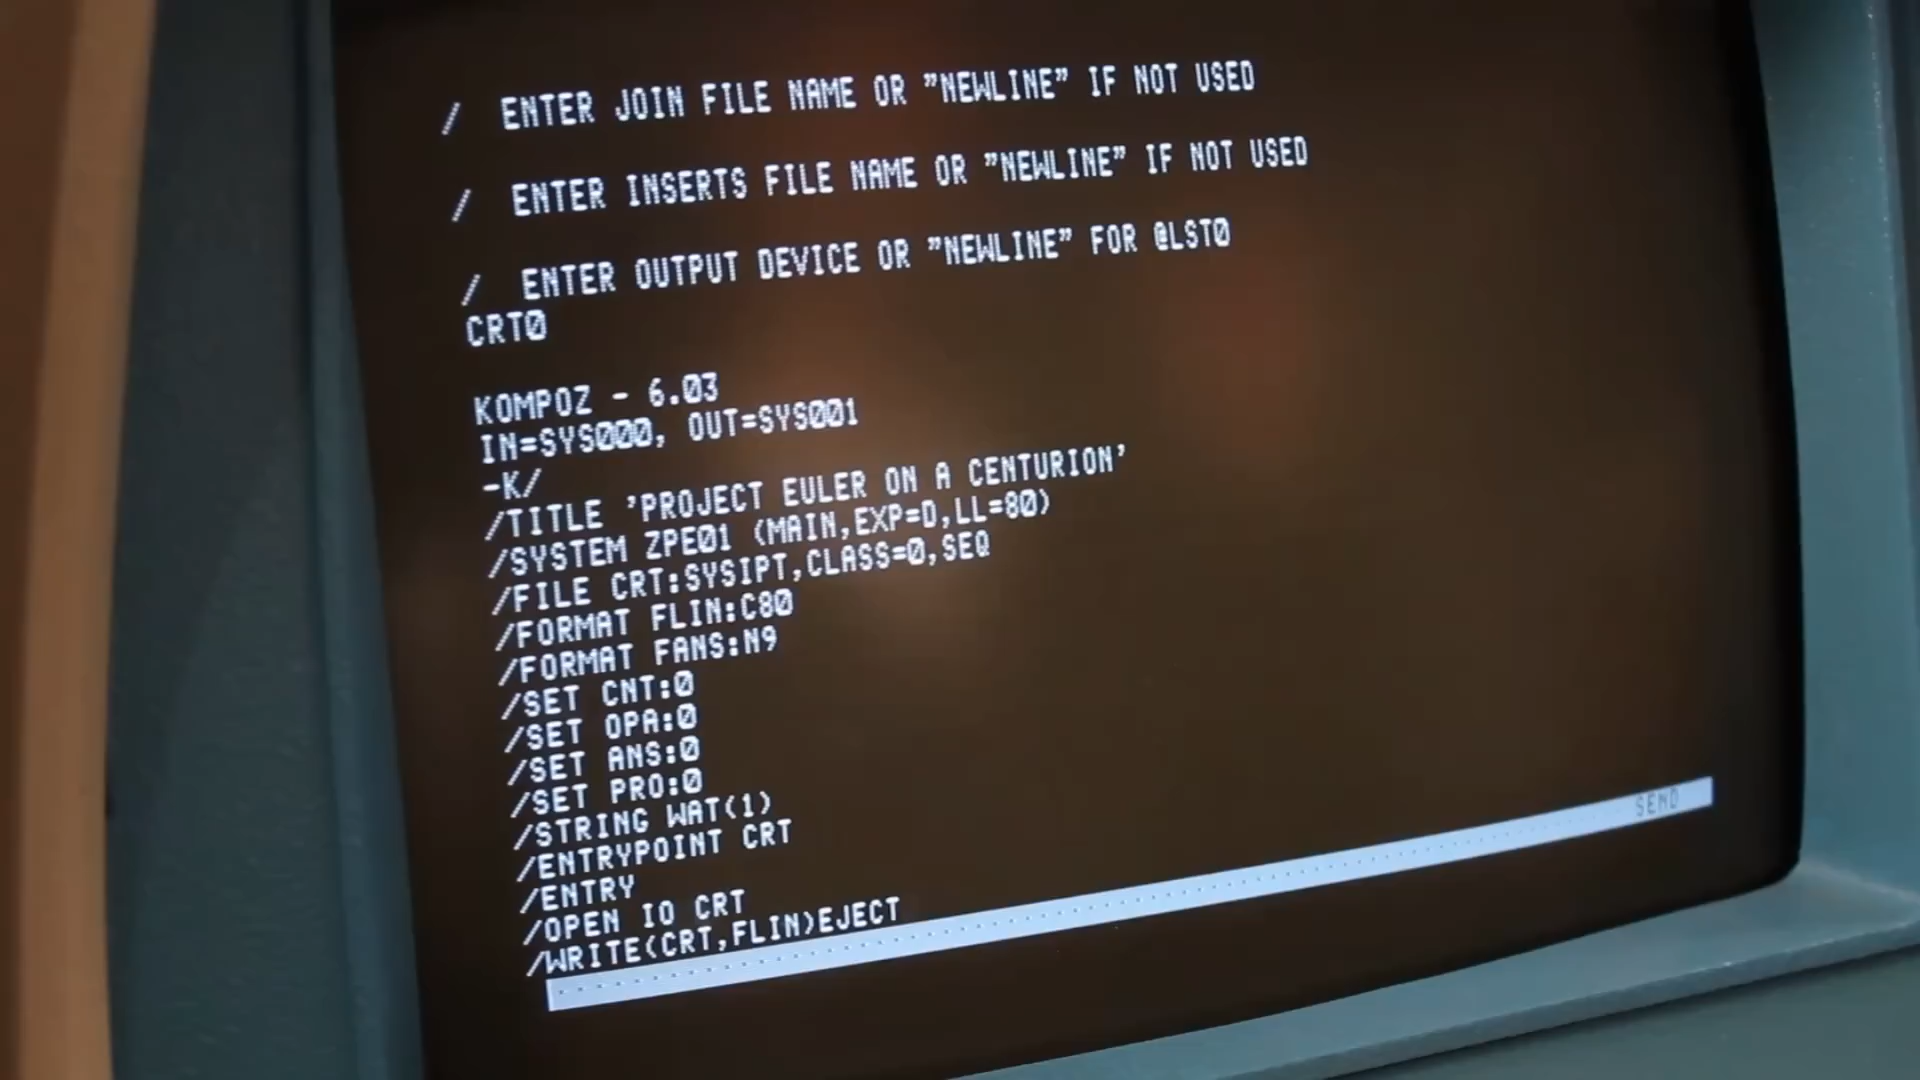 /  ENTER JOIN FILE NAME OR "NEWLINE" IF NOT USED
/  ENTER INSERTS FILE NAME OR "NEWLINE" IF NOT USED
/  ENTER OUTPUT DEVICE OR "NEWLINE" FOR @LST0
CRT0
KOMPOZ - 6.03
IN=SYS000, OUT=SYS001
-K/
/TITLE 'PROJECT EULER ON A CENTURION'
/SYSTEM ZPE01 (MAIN,EXP=D,LL=80)
/FILE CRT:SYSIPT,CLASS=0,SEQ
/FORMAT FLIN:C80
/FORMAT FANS:N9
/SET CNT:0
/SET OPA:0
/SET ANS:0
/SET PRO:0
/STRING WAT(1)
/ENTRYPOINT CRT
/ENTRY
/OPEN IO CRT
/WRITE(CRT,FLIN)EJECT
SEND